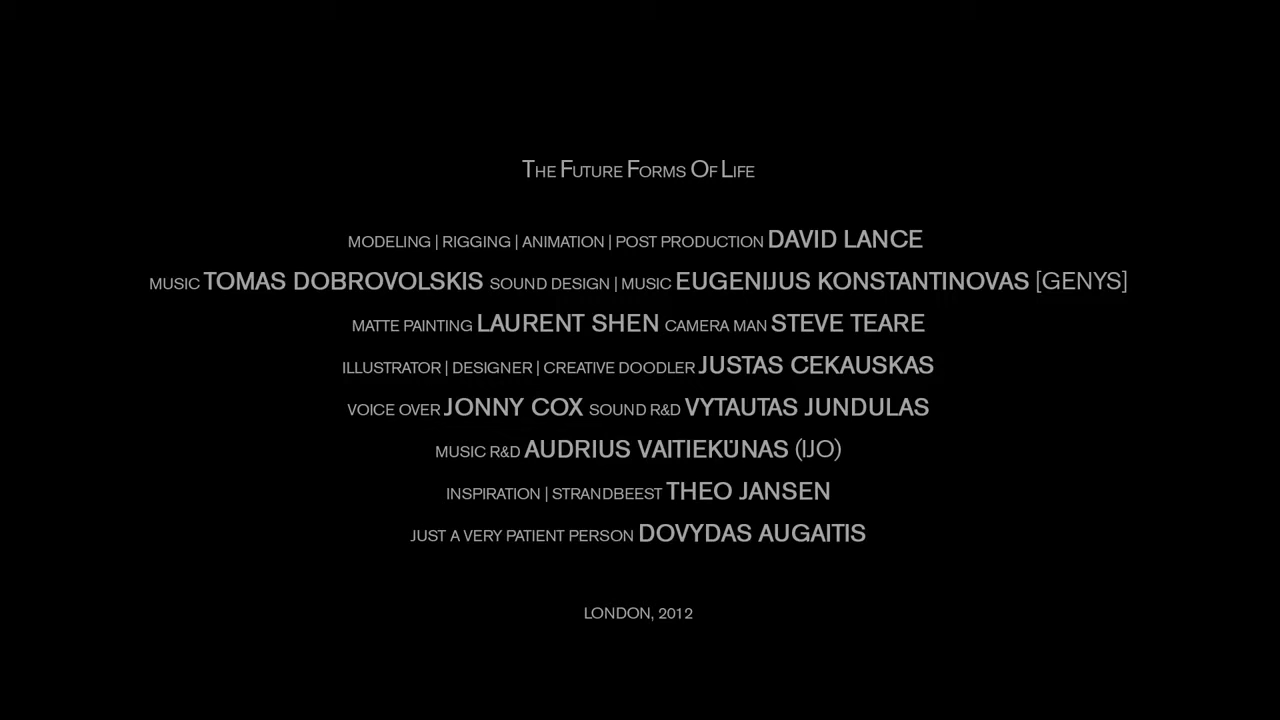 The Future Forms Of Life
MODELING | RIGGING | ANIMATION | POST PRODUCTION DAVID LANCE
MUSIC TOMAS DOBROVOLSKIS SOUND DESIGN | MUSIC EUGENIJUS KONSTANTINOVAS [GENYS]
MATTE PAINTING LAURENT SHEN CAMERA MAN STEVE TEARE
ILLUSTRATOR | DESIGNER | CREATIVE DOODLER JUSTAS CEKAUSKAS
VOICE OVER JONNY COX SOUND R&D VYTAUTAS JUNDULAS
MUSIC R&D AUDRIUS VAITIEKŪNAS (IJO)
INSPIRATION | STRANDBEEST THEO JANSEN
JUST A VERY PATIENT PERSON DOVYDAS AUGAITIS
LONDON, 2012